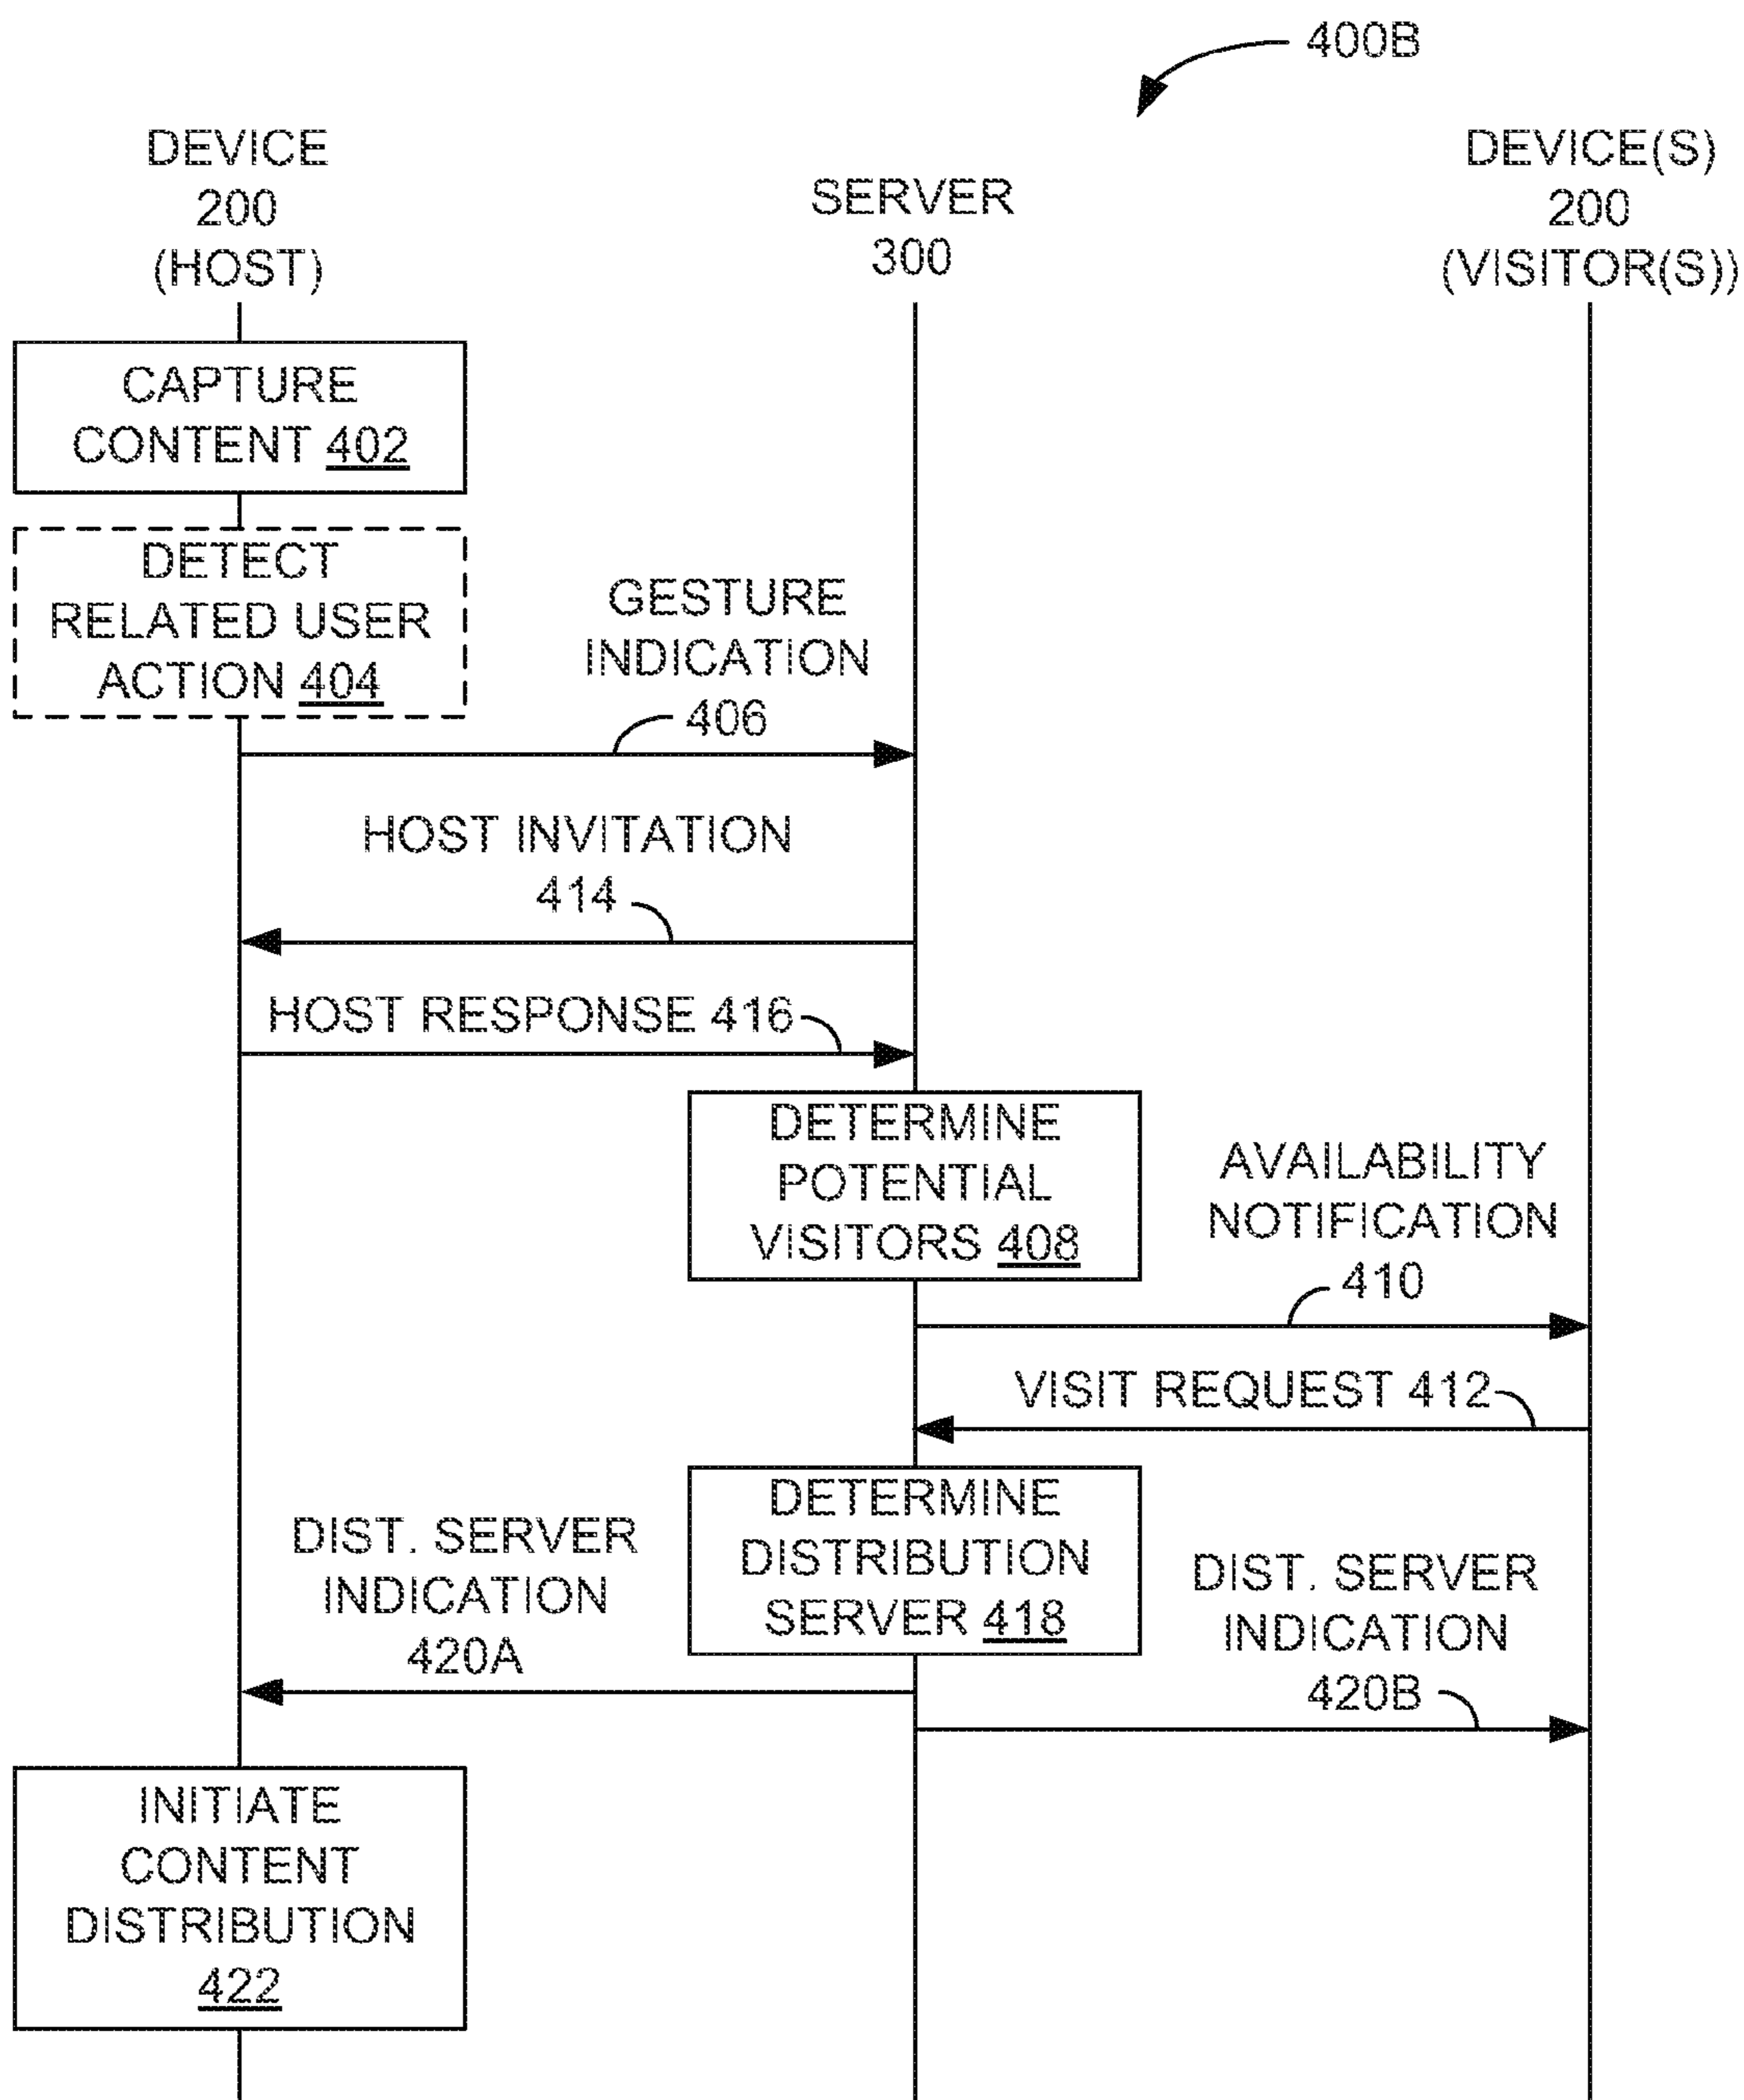 400B
DEVICE
200
(HOST)
SERVER
300
DEVICE(S)
200
(VISITOR(S))
CAPTURE
CONTENT 402
DETECT
RELATED USER
ACTION 404
GESTURE
INDICATION
406
HOST INVITATION
414
HOST RESPONSE 416
DETERMINE
POTENTIAL
VISITORS 408
AVAILABILITY
NOTIFICATION
410
VISIT REQUEST 412
DETERMINE
DISTRIBUTION
SERVER 418
DIST. SERVER
INDICATION
420A
DIST. SERVER
INDICATION
420B
INITIATE
CONTENT
DISTRIBUTION
422